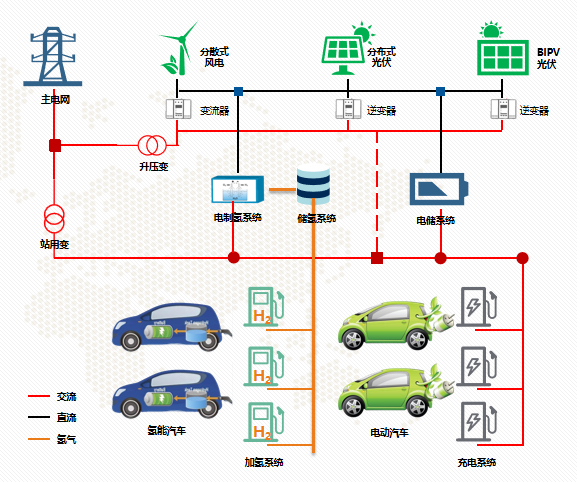 分散式
风电
分布式
光伏
BIPV
光伏
主电网
变流器
逆变器
逆变器
升压变
电制氢系统
储氢系统
电储系统
站用变
H2
H2
H2
交流
直流
氢气
氢能汽车
电动汽车
加氢系统
充电系统